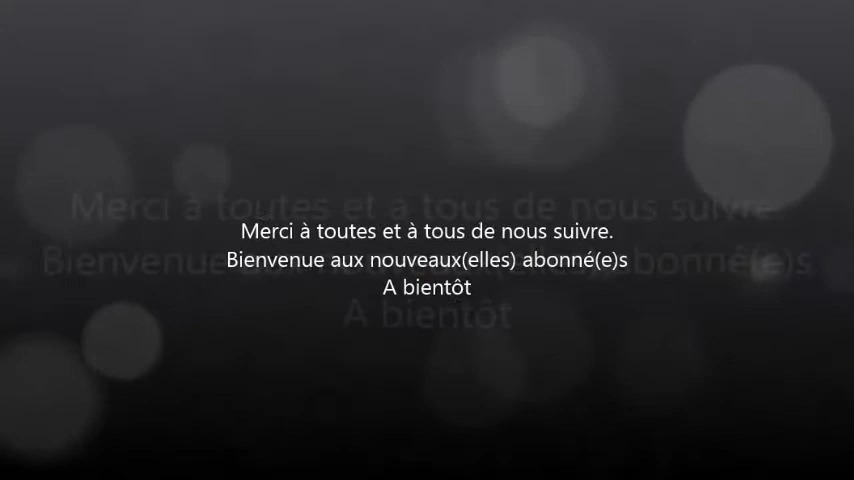 Merci à toutes et à tous de nous suivre.
Bienvenue aux nouveaux(elles) abonné(e)s
A bientôt